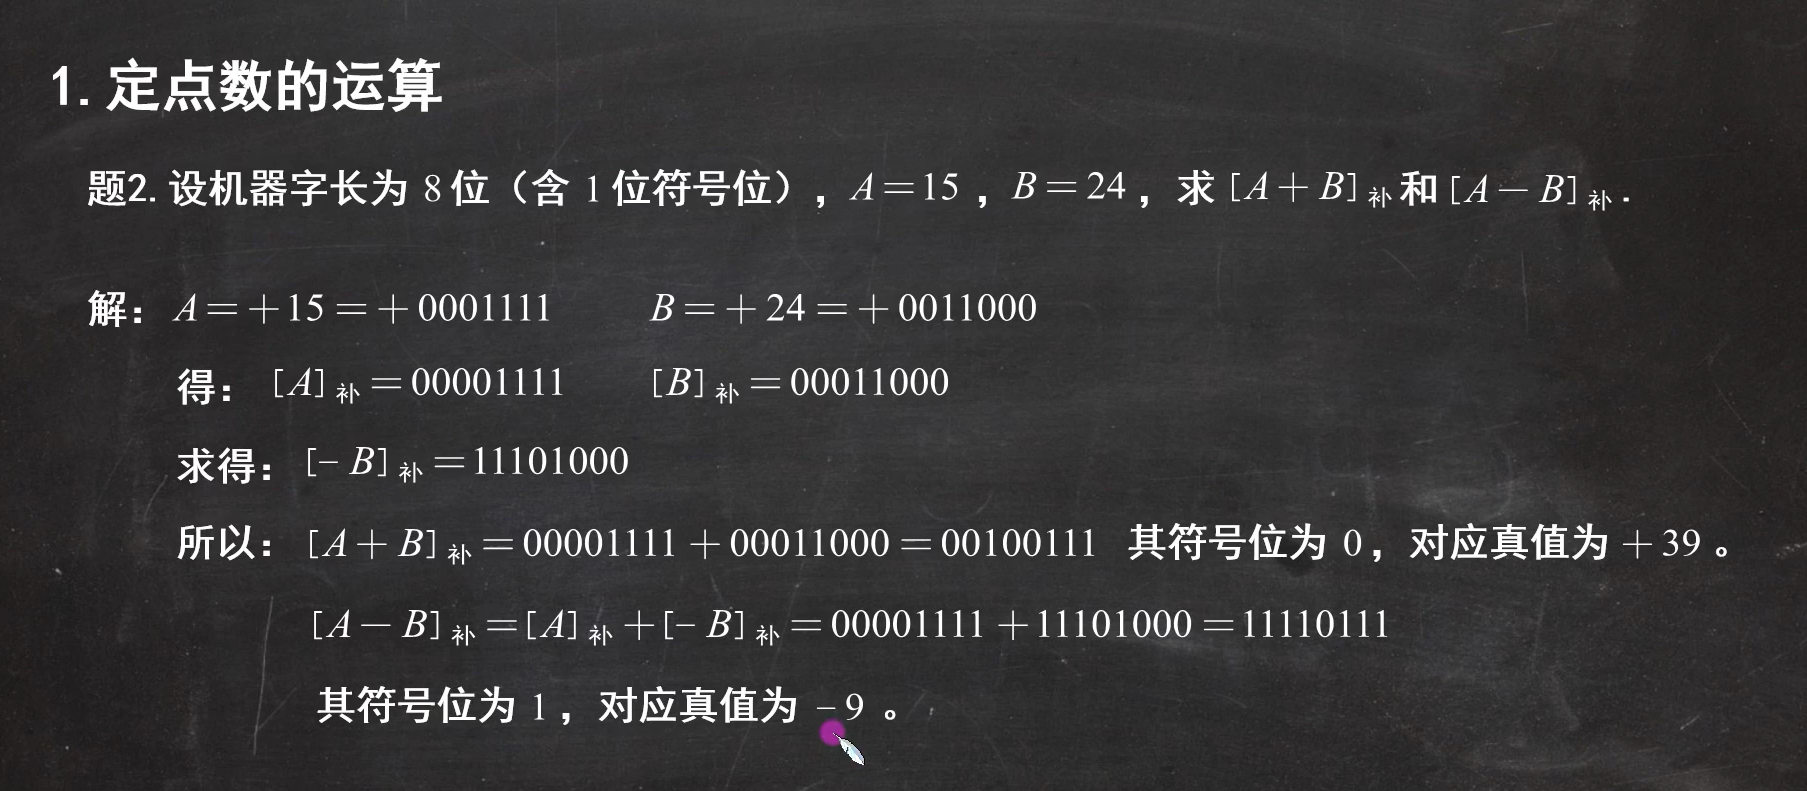 1.定点数的运算
题2.设机器字长为 8 位（含 1 位符号位），A=15，B=24，求 [A+B]补和 [A-B]补.
解：A=+15=+0001111 B=+24=+0011000
得：[A]补=00001111 [B]补=00011000
求得：[-B]补=11101000
所以：[A+B]补=00001111+00011000=00100111 其符号位为 0，对应真值为 +39。
[A-B]补=[A]补+[-B]补=00001111+11101000=11110111
其符号位为 1，对应真值为 -9。